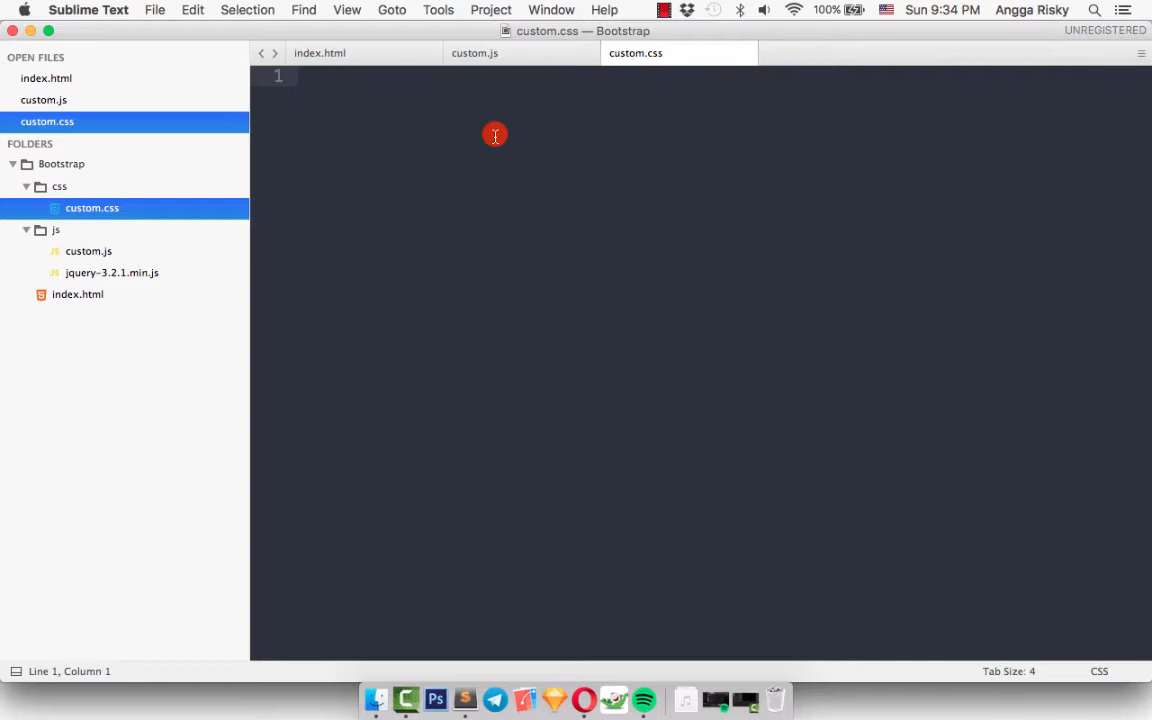 Sublime Text File Edit Selection Find View Goto Tools Project Window Help 100% Sun 9:34 PM Angga Risky
custom.css — Bootstrap UNREGISTERED
OPEN FILES
index.html
custom.js
custom.css
FOLDERS
Bootstrap
css
custom.css
js
JS custom.js
JS jquery-3.2.1.min.js
index.html
index.html custom.js custom.css
1
Line 1, Column 1 Tab Size: 4 CSS
C Ps S